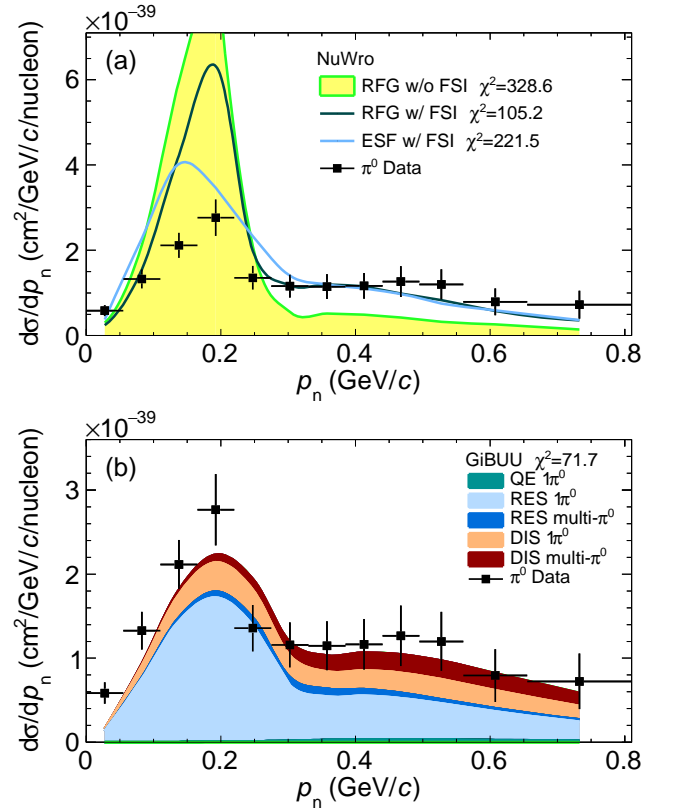 ×10⁻³⁹
(a)
NuWro
RFG w/o FSI χ²=328.6
RFG w/ FSI χ²=105.2
ESF w/ FSI χ²=221.5
π⁰ Data
6
4
2
0
dσ/dpₙ (cm²/GeV/c/nucleon)
0 0.2 0.4 0.6 0.8
pₙ (GeV/c)
×10⁻³⁹
(b)
GiBUU χ²=71.7
QE 1π⁰
RES 1π⁰
RES multi-π⁰
DIS 1π⁰
DIS multi-π⁰
π⁰ Data
3
2
1
0
dσ/dpₙ (cm²/GeV/c/nucleon)
0 0.2 0.4 0.6 0.8
pₙ (GeV/c)